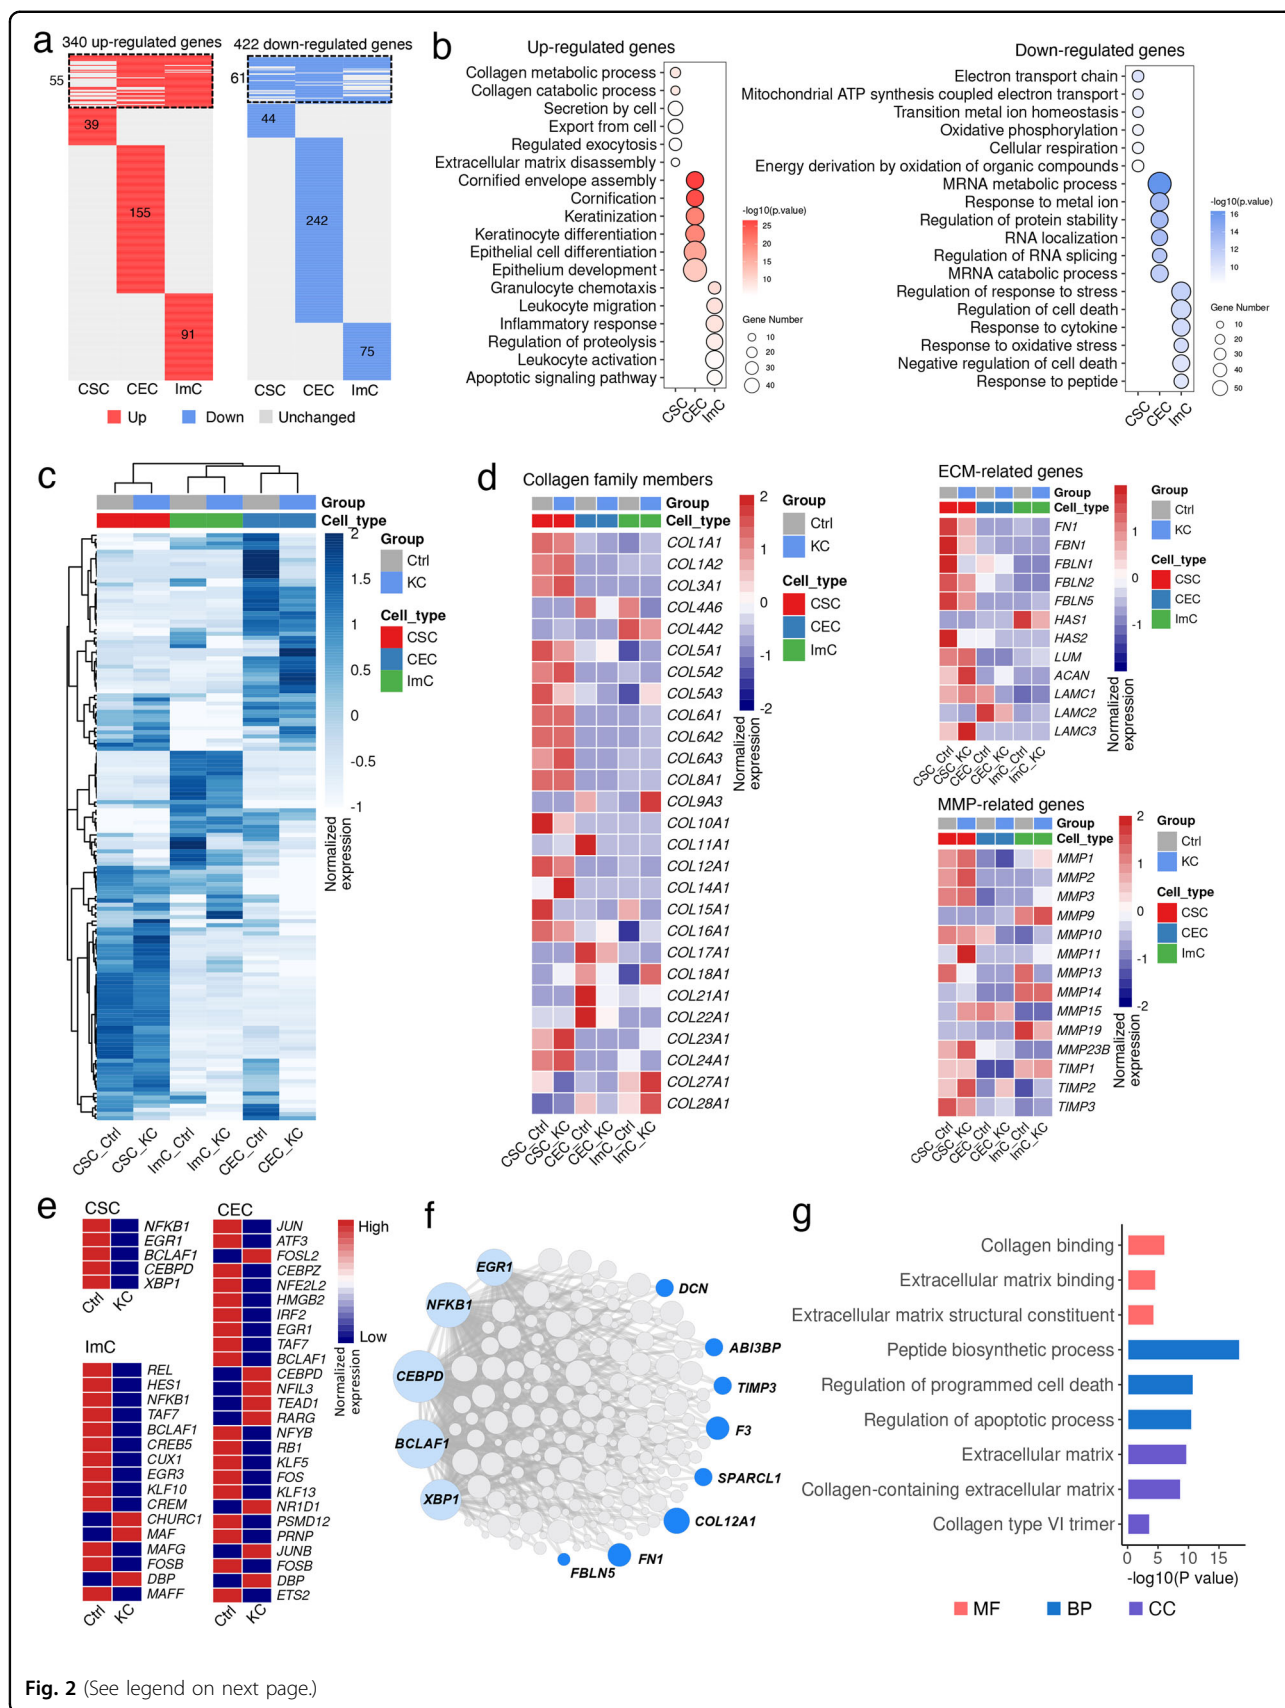 a
340 up-regulated genes
422 down-regulated genes
55
61
39
44
155
242
91
75
CSC CEC ImC
CSC CEC ImC
Up Down Unchanged
b
Up-regulated genes
Collagen metabolic process
Collagen catabolic process
Secretion by cell
Export from cell
Regulated exocytosis
Extracellular matrix disassembly
Cornified envelope assembly
Cornification
Keratinization
Keratinocyte differentiation
Epithelial cell differentiation
Epithelium development
Granulocyte chemotaxis
Leukocyte migration
Inflammatory response
Regulation of proteolysis
Leukocyte activation
Apoptotic signaling pathway
CSC
CEC
ImC
-log10(p.value)
25
20
15
10
Gene Number
10
20
30
40
Down-regulated genes
Electron transport chain
Mitochondrial ATP synthesis coupled electron transport
Transition metal ion homeostasis
Oxidative phosphorylation
Cellular respiration
Energy derivation by oxidation of organic compounds
MRNA metabolic process
Response to metal ion
Regulation of protein stability
RNA localization
Regulation of RNA splicing
MRNA catabolic process
Regulation of response to stress
Regulation of cell death
Response to cytokine
Response to oxidative stress
Negative regulation of cell death
Response to peptide
CSC
CEC
ImC
-log10(p.value)
16
14
12
10
Gene Number
10
20
30
40
50
c
Group
Cell_type
2
1.5
1
0.5
0
-0.5
-1
Normalized
expression
Group
Ctrl
KC
Cell_type
CSC
CEC
ImC
CSC_Ctrl
CSC_KC
ImC_Ctrl
ImC_KC
CEC_Ctrl
CEC_KC
d
Collagen family members
Group
Cell_type
COL1A1
COL1A2
COL3A1
COL4A6
COL4A2
COL5A1
COL5A2
COL5A3
COL6A1
COL6A2
COL6A3
COL8A1
COL9A3
COL10A1
COL11A1
COL12A1
COL14A1
COL15A1
COL16A1
COL17A1
COL18A1
COL21A1
COL22A1
COL23A1
COL24A1
COL27A1
COL28A1
CSC_Ctrl
CSC_KC
CEC_Ctrl
CEC_KC
ImC_Ctrl
ImC_KC
2
1
0
-1
-2
Normalized
expression
Group
Ctrl
KC
Cell_type
CSC
CEC
ImC
ECM-related genes
Group
Cell_type
FN1
FBN1
FBLN1
FBLN2
FBLN5
HAS1
HAS2
LUM
ACAN
LAMC1
LAMC2
LAMC3
CSC_Ctrl
CSC_KC
CEC_Ctrl
CEC_KC
ImC_Ctrl
ImC_KC
2
1
0
-1
Normalized
expression
Group
Ctrl
KC
Cell_type
CSC
CEC
ImC
MMP-related genes
Group
Cell_type
MMP1
MMP2
MMP3
MMP9
MMP10
MMP11
MMP13
MMP14
MMP15
MMP19
MMP23B
TIMP1
TIMP2
TIMP3
CSC_Ctrl
CSC_KC
CEC_Ctrl
CEC_KC
ImC_Ctrl
ImC_KC
2
1
0
-1
-2
Normalized
expression
Group
Ctrl
KC
Cell_type
CSC
CEC
ImC
e
CSC
NFKB1
EGR1
BCLAF1
CEBPD
XBP1
Ctrl
KC
ImC
REL
HES1
NFKB1
TAF7
BCLAF1
CREB5
CUX1
EGR3
KLF10
CREM
CHURC1
MAF
MAFG
FOSB
DBP
MAFF
Ctrl
KC
CEC
JUN
ATF3
FOSL2
CEBPZ
NFE2L2
HMGB2
IRF2
EGR1
TAF7
BCLAF1
CEBPD
NFIL3
TEAD1
RARG
NFYB
RB1
KLF5
FOS
KLF13
NR1D1
PSMD12
PRNP
JUNB
FOSB
DBP
ETS2
Ctrl
KC
High
Low
Normalized
expression
f
EGR1
NFKB1
CEBPD
BCLAF1
XBP1
DCN
ABI3BP
TIMP3
F3
SPARCL1
COL12A1
FN1
FBLN5
g
Collagen binding
Extracellular matrix binding
Extracellular matrix structural constituent
Peptide biosynthetic process
Regulation of programmed cell death
Regulation of apoptotic process
Extracellular matrix
Collagen-containing extracellular matrix
Collagen type VI trimer
0 5 10 15
-log10(P value)
MF BP CC
Fig. 2 (See legend on next page.)